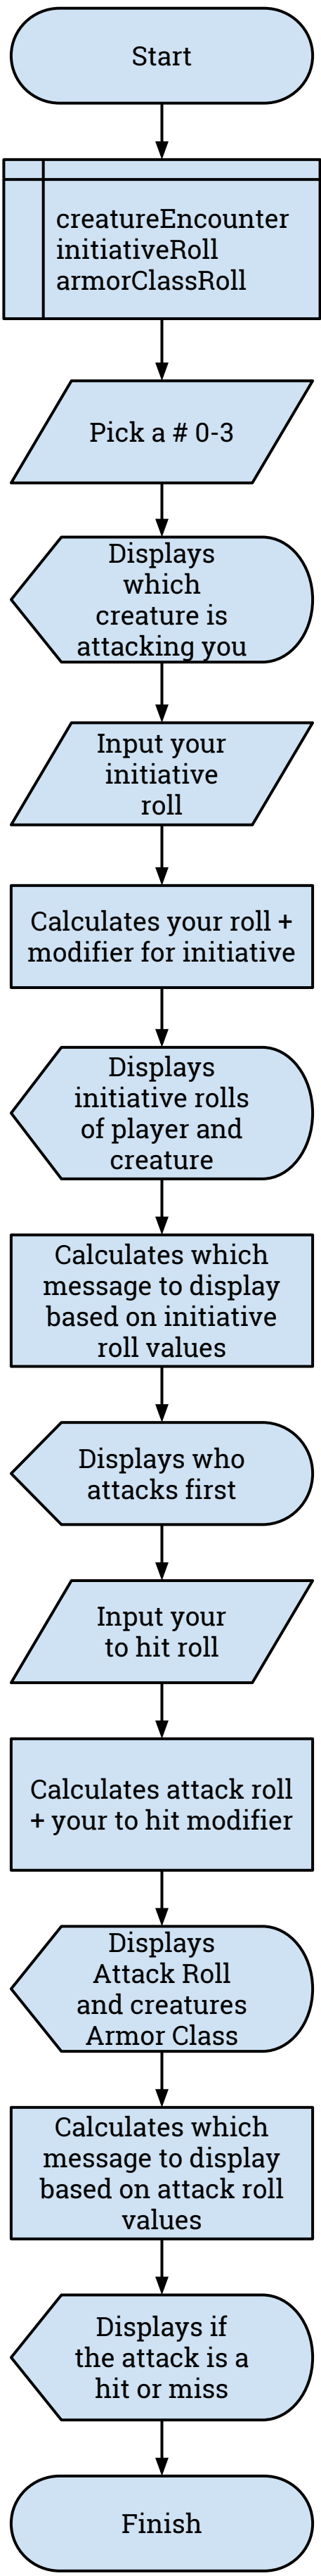 Start
creatureEncounter
initiativeRoll
armorClassRoll
Pick a # 0-3
Displays
which
creature is
attacking you
Input your
initiative
roll
Calculates your roll +
modifier for initiative
Displays
initiative rolls
of player and
creature
Calculates which
message to display
based on initiative
roll values
Displays who
attacks first
Input your
to hit roll
Calculates attack roll
+ your to hit modifier
Displays
Attack Roll
and creatures
Armor Class
Calculates which
message to display
based on attack roll
values
Displays if
the attack is a
hit or miss
Finish